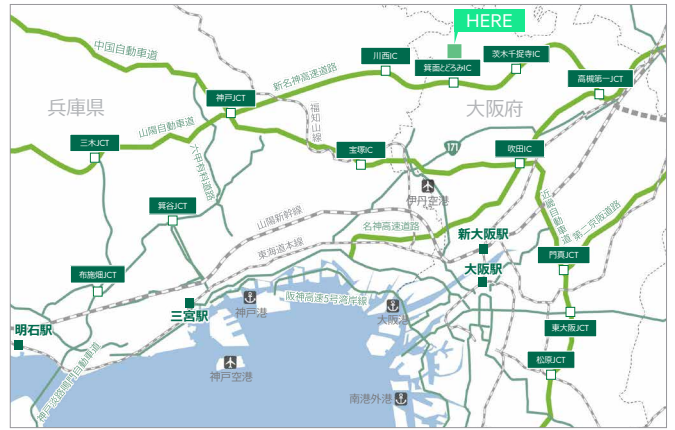 HERE
中国自動車道
川西IC
茨木千提寺IC
箕面とどろみIC
新名神高速道路
高槻第一JCT
神戸JCT
兵庫県
大阪府
福知山線
山陽自動車道
三木JCT
六甲有料道路
宝塚IC
171
吹田IC
伊丹空港
近畿自動車道
第二京阪道路
箕谷JCT
山陽新幹線
名神高速道路
新大阪駅
東海道本線
門真JCT
布施畑JCT
大阪駅
阪神高速5号湾岸線
三宮駅
神戸港
大阪港
明石駅
東大阪JCT
神戸淡路鳴門自動車道
神戸空港
松原JCT
南港外港